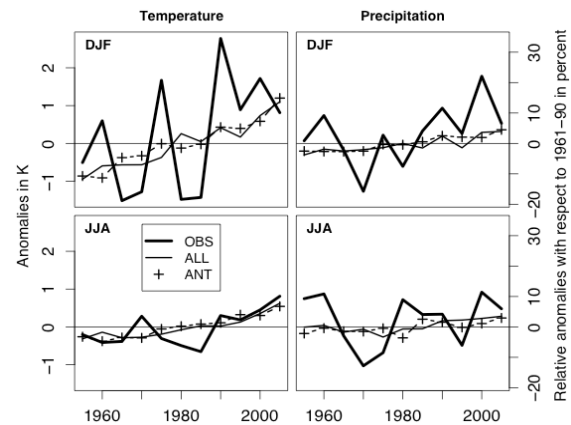 Temperature
Precipitation
DJF
DJF
2
1
0
−1
30
20
10
0
−20
JJA
JJA
OBS
ALL
ANT
2
1
0
−1
30
20
10
0
−20
1960
1980
2000
1960
1980
2000
Anomalies in K
Relative anomalies with respect to 1961−90 in percent